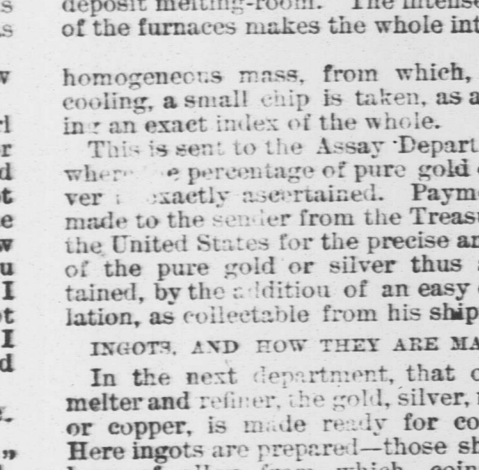 deposit melting-room. The intense
of the furnaces makes the whole int
homogeneous mass, from which,
cooling, a small chip is taken, as a
ing an exact index of the whole.
This is sent to the Assay Depart
where percentage of pure gold
ver exactly ascertained. Paym
made to the sender from the Treasu
the United States for the precise a
of the pure gold or silver thus a
tained, by the addition of an easy
lation, as collectable from his ship
INGOTS, AND HOW THEY ARE MA
In the next department, that o
melter and refiner, the gold, silver,
or copper, is made ready for co
Here ingots are prepared—those sh
from which coin